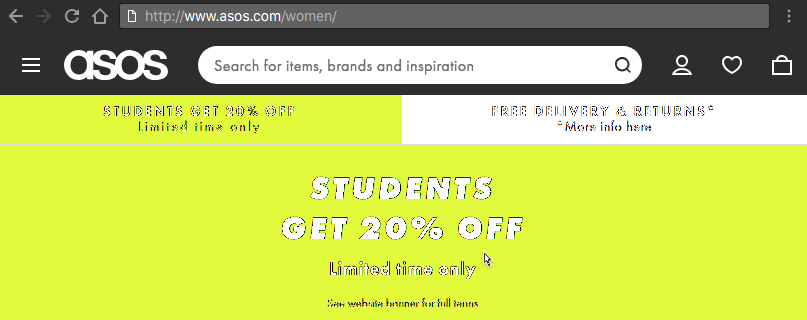 http://www.asos.com/women/
asos
Search for items, brands and inspiration
STUDENTS GET 20% OFF
Limited time only
FREE DELIVERY & RETURNS*
*More info here
STUDENTS
GET 20% OFF
Limited time only
See website banner for full terms